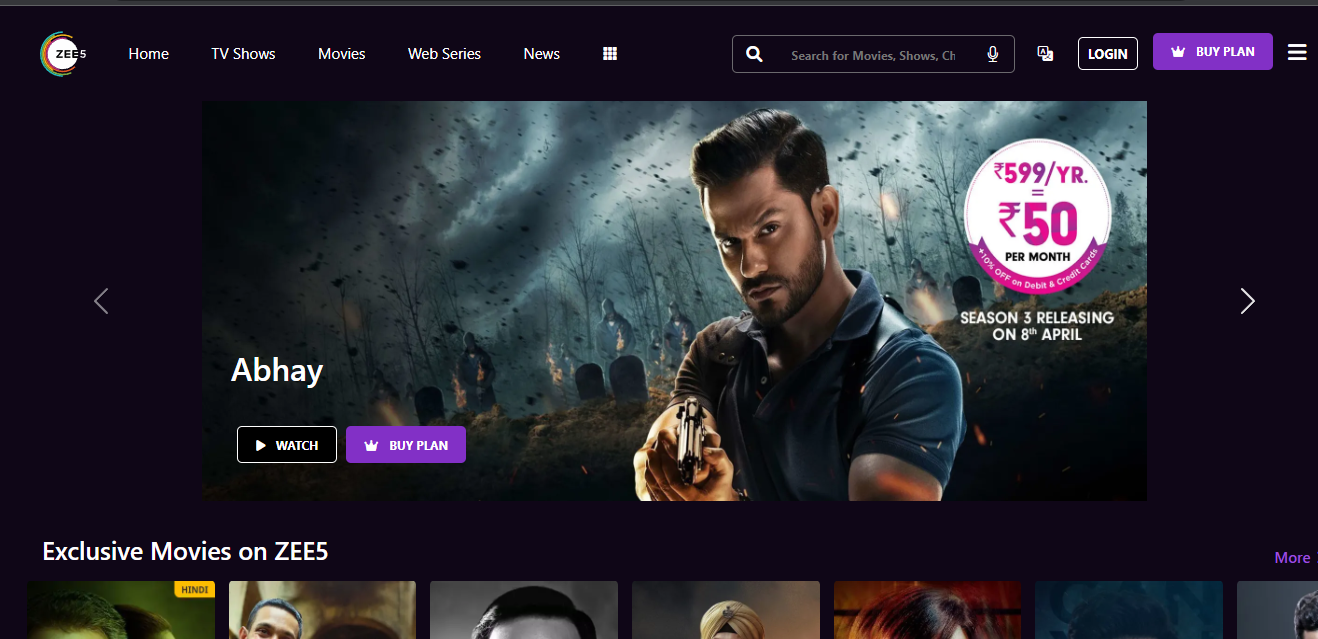 ZEE5
Home
TV Shows
Movies
Web Series
News
Search for Movies, Shows, Ch
LOGIN
BUY PLAN
₹599/YR.
=
₹50
PER MONTH
+10% OFF on Debit & Credit Cards
SEASON 3 RELEASING
ON 8th APRIL
Abhay
WATCH
BUY PLAN
Exclusive Movies on ZEE5
More
HINDI